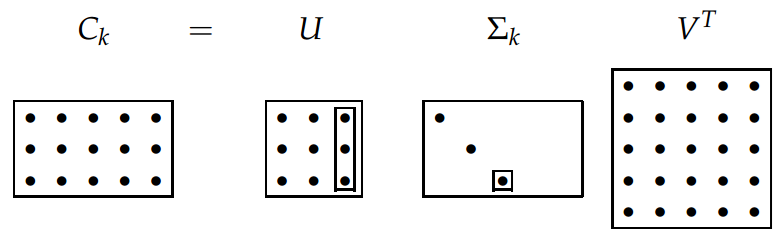 C_k = U Σ_k V^T